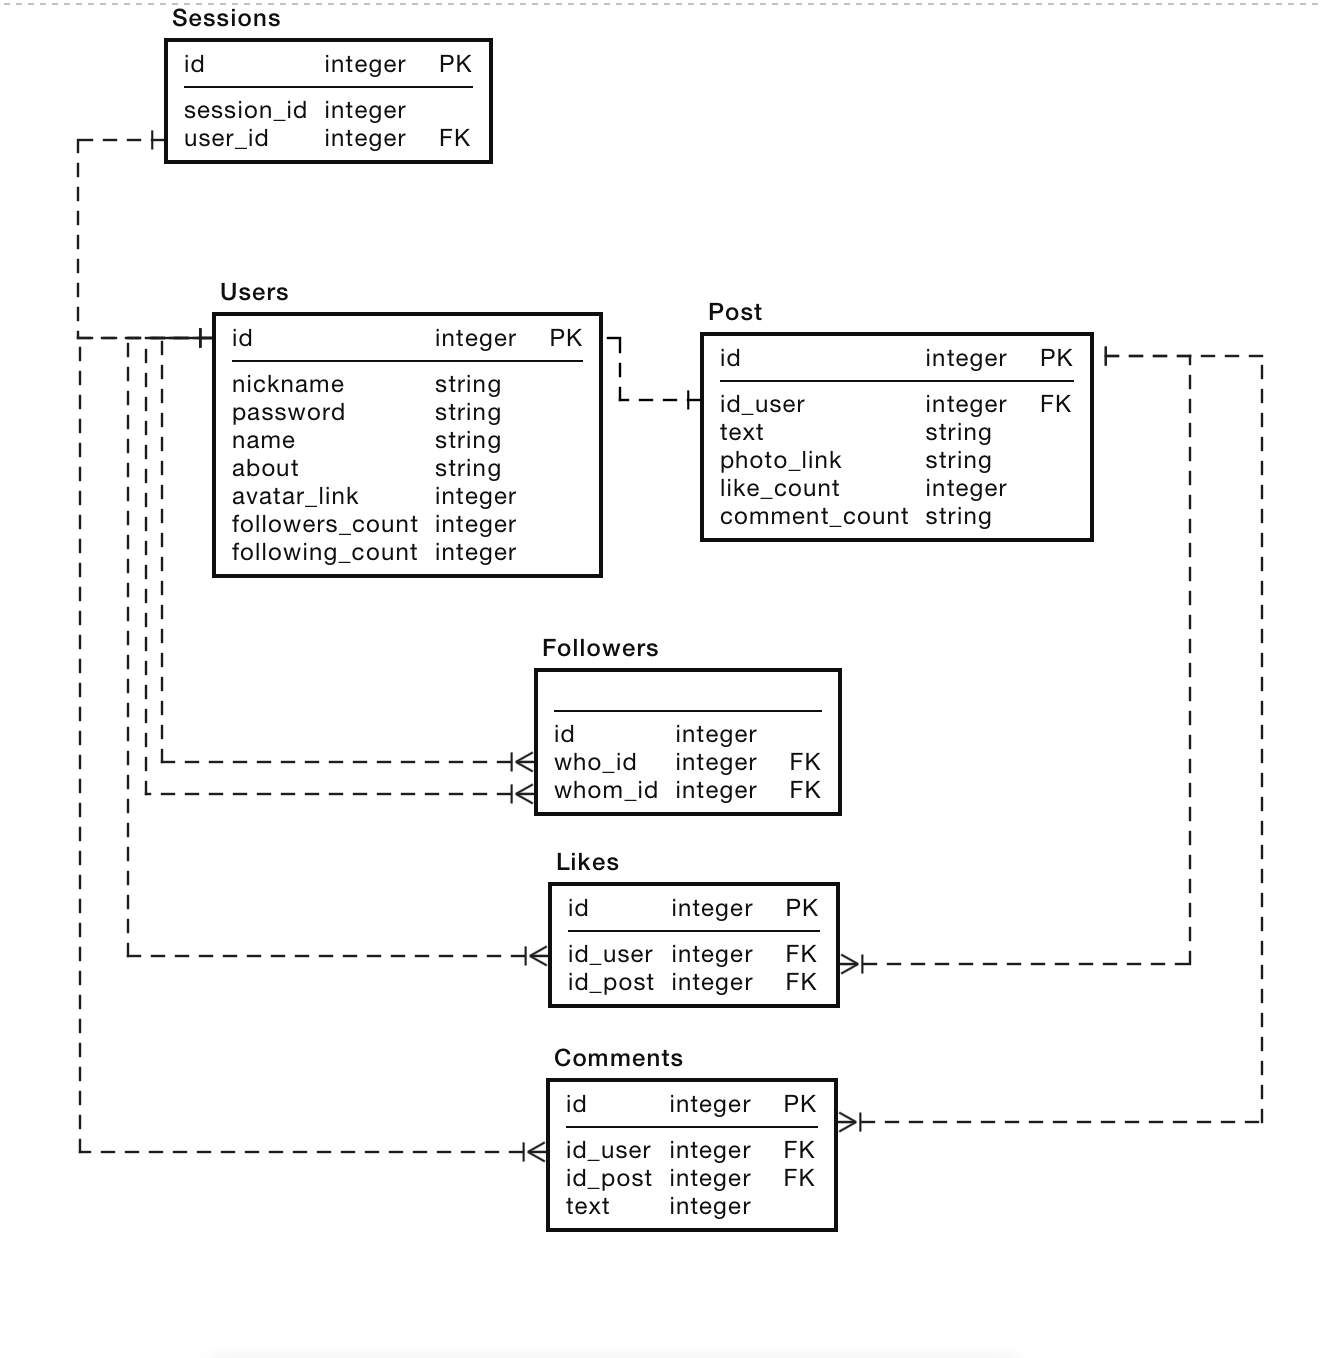 Sessions
id integer PK
session_id integer
user_id integer FK
Users
id integer PK
nickname string
password string
name string
about string
avatar_link integer
followers_count integer
following_count integer
Post
id integer PK
id_user integer FK
text string
photo_link string
like_count integer
comment_count string
Followers
id integer
who_id integer FK
whom_id integer FK
Likes
id integer PK
id_user integer FK
id_post integer FK
Comments
id integer PK
id_user integer FK
id_post integer FK
text integer